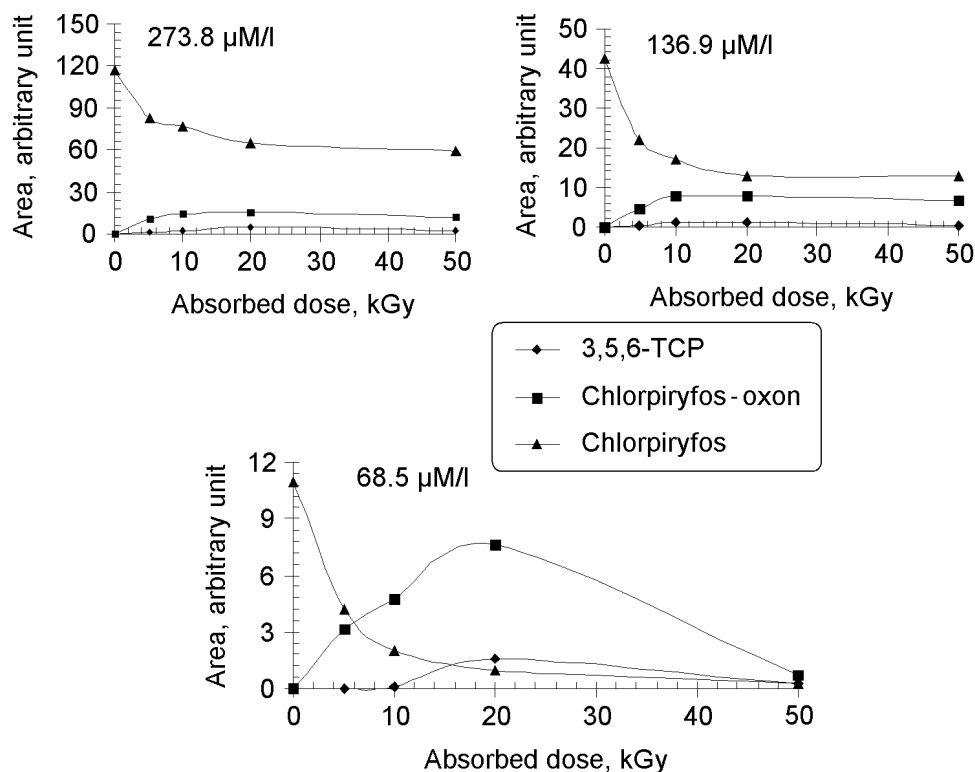 273.8 µM/l
Area, arbitrary unit
150
120
90
60
30
0
0 10 20 30 40 50
Absorbed dose, kGy
136.9 µM/l
Area, arbitrary unit
50
40
30
20
10
0
0 10 20 30 40 50
Absorbed dose, kGy
3,5,6-TCP
Chlorpiryfos-oxon
Chlorpiryfos
68.5 µM/l
Area, arbitrary unit
12
9
6
3
0
0 10 20 30 40 50
Absorbed dose, kGy